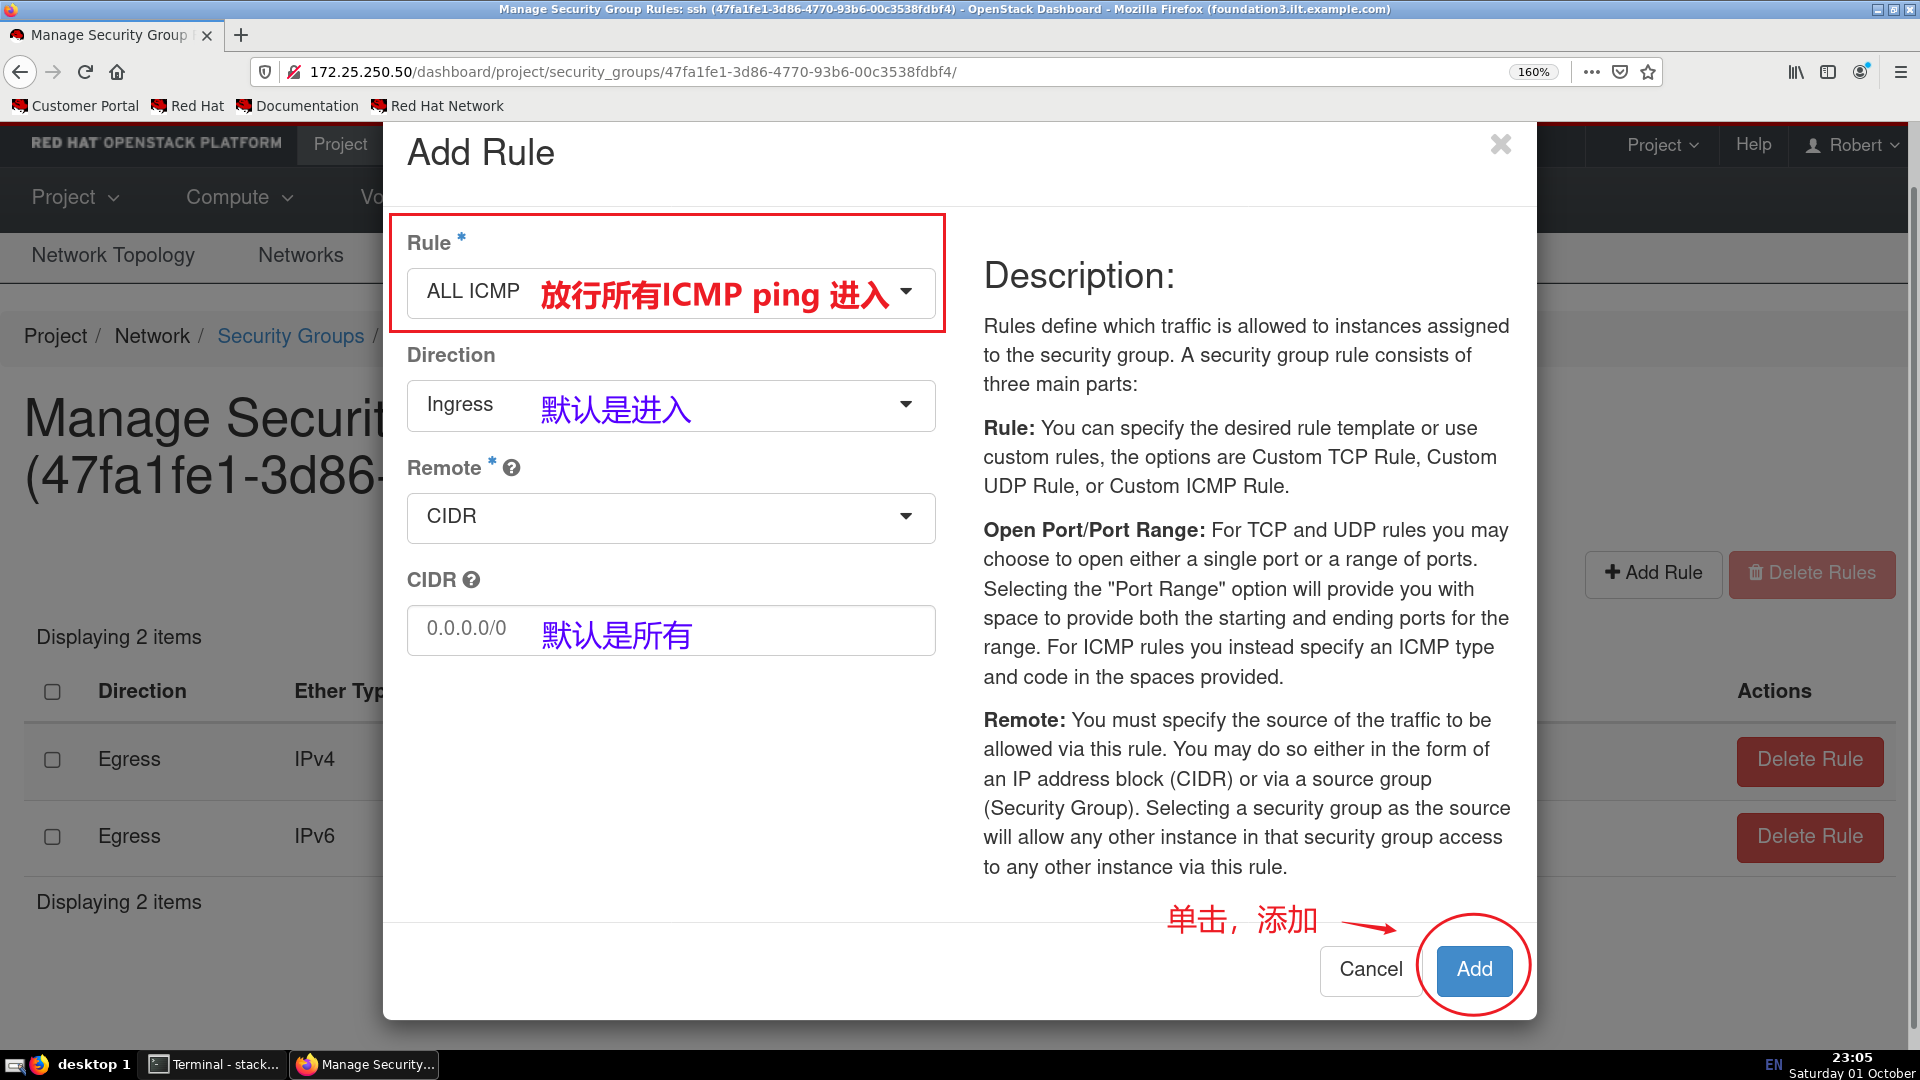 Manage Security Group Rules: ssh (47fa1fe1-3d86-4770-93b6-00c3538fdbf4) - OpenStack Dashboard - Mozilla Firefox (foundation3.ilt.example.com)
Manage Security Group
172.25.250.50/dashboard/project/security_groups/47fa1fe1-3d86-4770-93b6-00c3538fdbf4/
160%
Customer Portal Red Hat Documentation Red Hat Network
RED HAT OPENSTACK PLATFORM Project
Project Help Robert
Project Compute Vo
Network Topology Networks
Project / Network / Security Groups /
Manage Securit
(47fa1fe1-3d86-
+ Add Rule Delete Rules
Displaying 2 items
Direction Ether Typ Actions
Egress IPv4 Delete Rule
Egress IPv6 Delete Rule
Displaying 2 items
Add Rule
Rule *
ALL ICMP 放行所有ICMP ping 进入
Direction
Ingress 默认是进入
Remote *
CIDR
CIDR
0.0.0.0/0 默认是所有
Description:
Rules define which traffic is allowed to instances assigned
to the security group. A security group rule consists of
three main parts:
Rule: You can specify the desired rule template or use
custom rules, the options are Custom TCP Rule, Custom
UDP Rule, or Custom ICMP Rule.
Open Port/Port Range: For TCP and UDP rules you may
choose to open either a single port or a range of ports.
Selecting the "Port Range" option will provide you with
space to provide both the starting and ending ports for the
range. For ICMP rules you instead specify an ICMP type
and code in the spaces provided.
Remote: You must specify the source of the traffic to be
allowed via this rule. You may do so either in the form of
an IP address block (CIDR) or via a source group
(Security Group). Selecting a security group as the source
will allow any other instance in that security group access
to any other instance via this rule.
单击，添加
Cancel Add
desktop 1 Terminal - stack... Manage Security... EN 23:05
Saturday 01 October